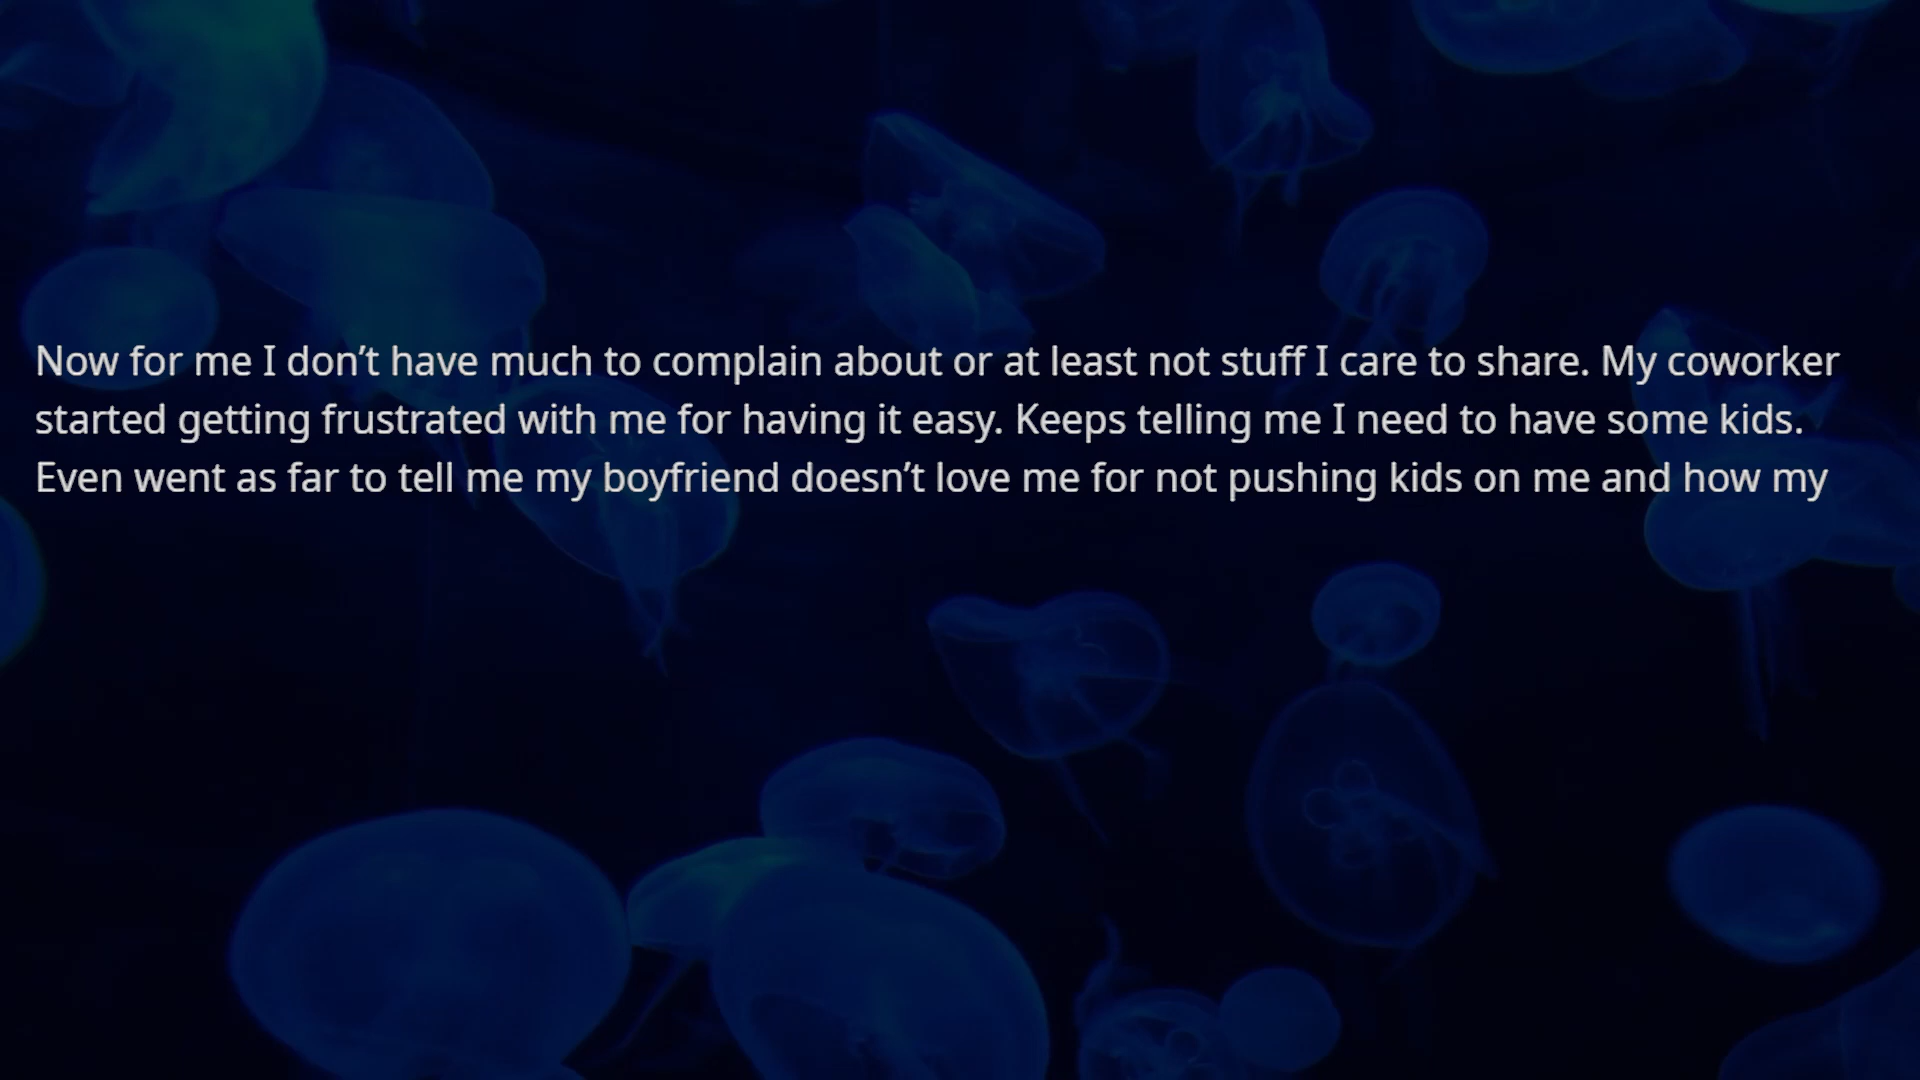 Now for me I don’t have much to complain about or at least not stuff I care to share. My coworker
started getting frustrated with me for having it easy. Keeps telling me I need to have some kids.
Even went as far to tell me my boyfriend doesn’t love me for not pushing kids on me and how my